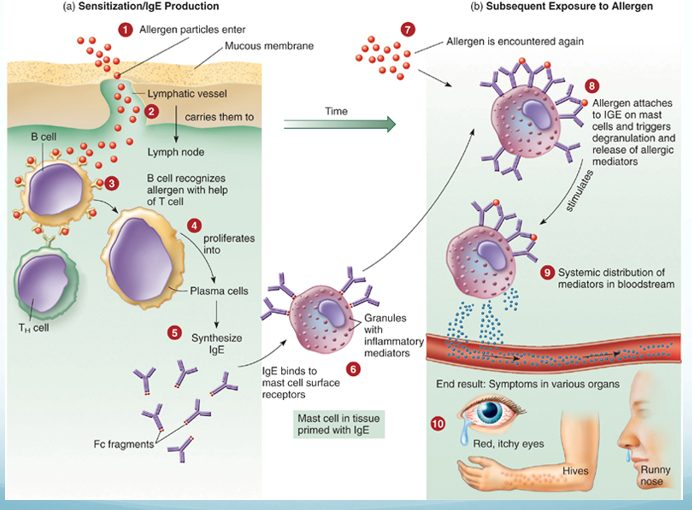 (a) Sensitization/IgE Production
1 Allergen particles enter
Mucous membrane
Lymphatic vessel
2
carries them to
Lymph node
B cell
3
B cell recognizes
allergen with help
of T cell
4
proliferates
into
Plasma cells
TH cell
5
Synthesize
IgE
Fc fragments
Time
IgE binds to
mast cell surface
receptors
6
Granules
with
inflammatory
mediators
Mast cell in tissue
primed with IgE
(b) Subsequent Exposure to Allergen
7
Allergen is encountered again
8
Allergen attaches
to IGE on mast
cells and triggers
degranulation and
release of allergic
mediators
stimulates
9 Systemic distribution of
mediators in bloodstream
End result: Symptoms in various organs
10
Red, itchy eyes
Hives
Runny
nose